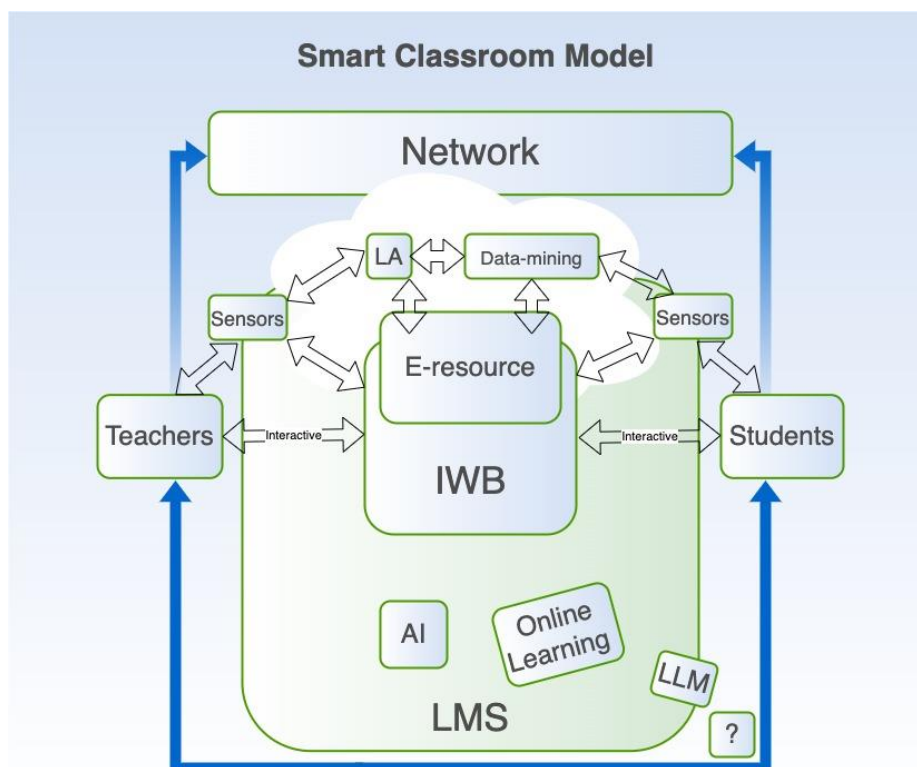 Smart Classroom Model
Network
LA
Data-mining
Sensors
Sensors
E-resource
Teachers
Interactive
Interactive
Students
IWB
AI
Online
Learning
LLM
LMS
?